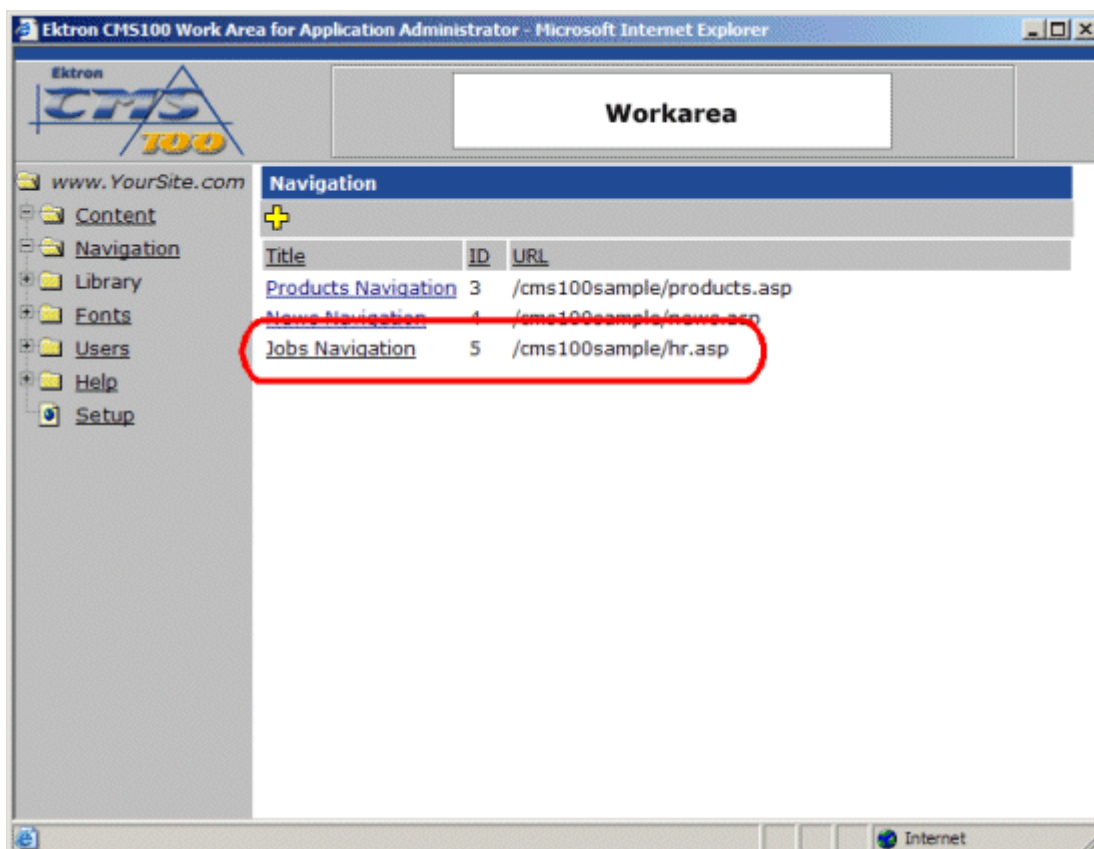 Ektron CMS100 Work Area for Application Administrator - Microsoft Internet Explorer
Ektron
CMS
100
Workarea
www.YourSite.com
Content
Navigation
Library
Fonts
Users
Help
Setup
Navigation
Title ID URL
Products Navigation 3 /cms100sample/products.asp
News Navigation 4 /cms100sample/news.asp
Jobs Navigation 5 /cms100sample/hr.asp
Internet